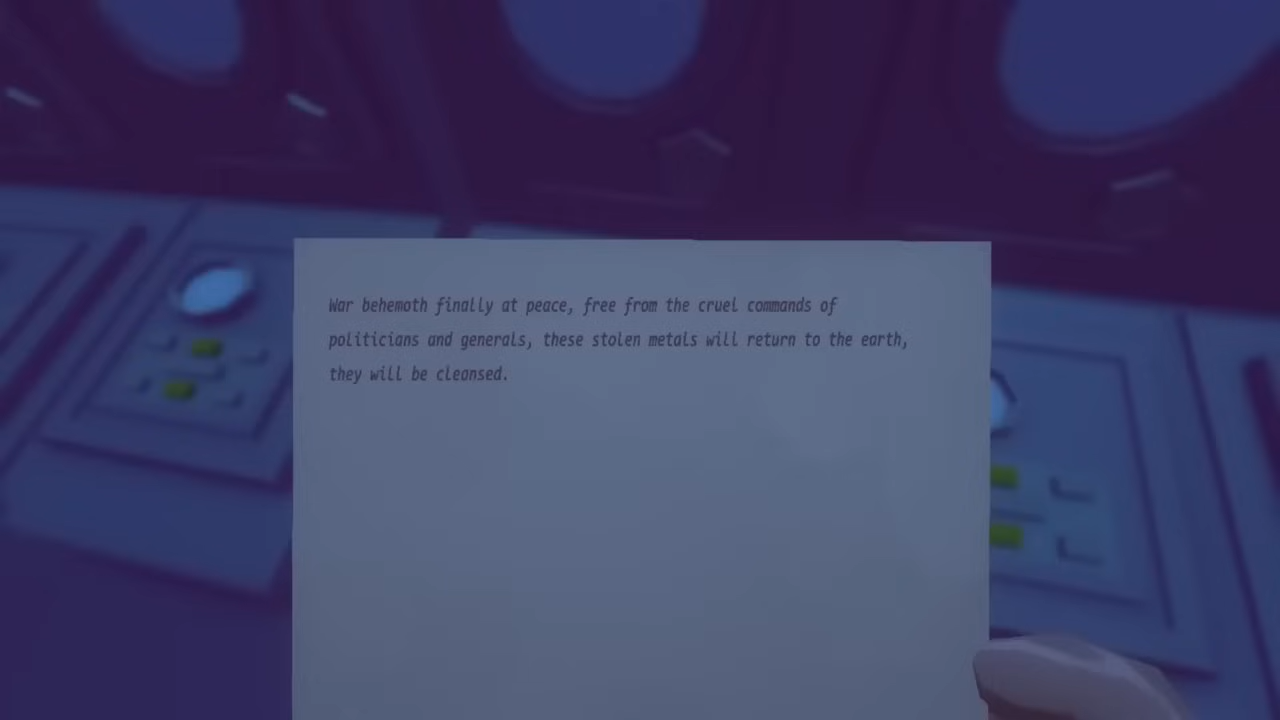 War behemoth finally at peace, free from the cruel commands of
politicians and generals, these stolen metals will return to the earth,
they will be cleansed.